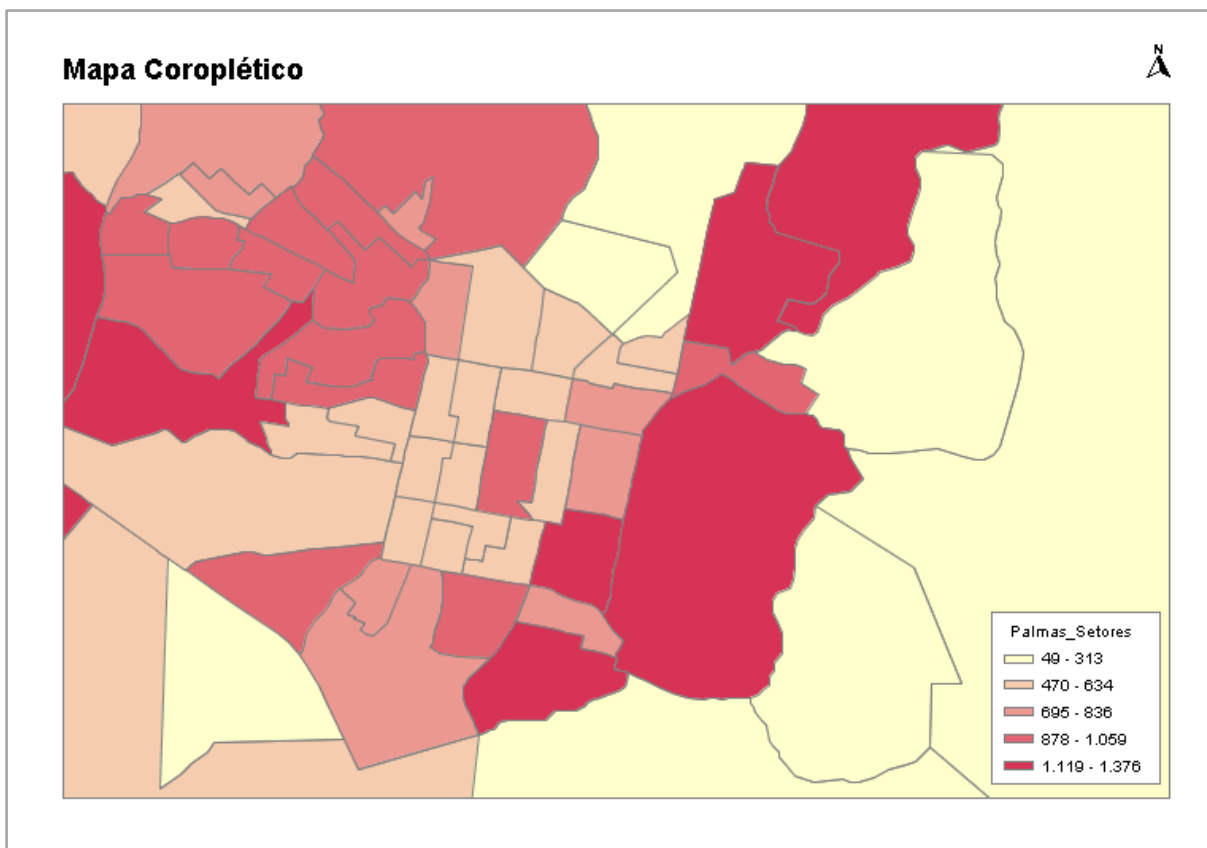 Mapa Coroplético
N
Palmas_Setores
49 - 313
470 - 634
695 - 836
878 - 1.059
1.119 - 1.376